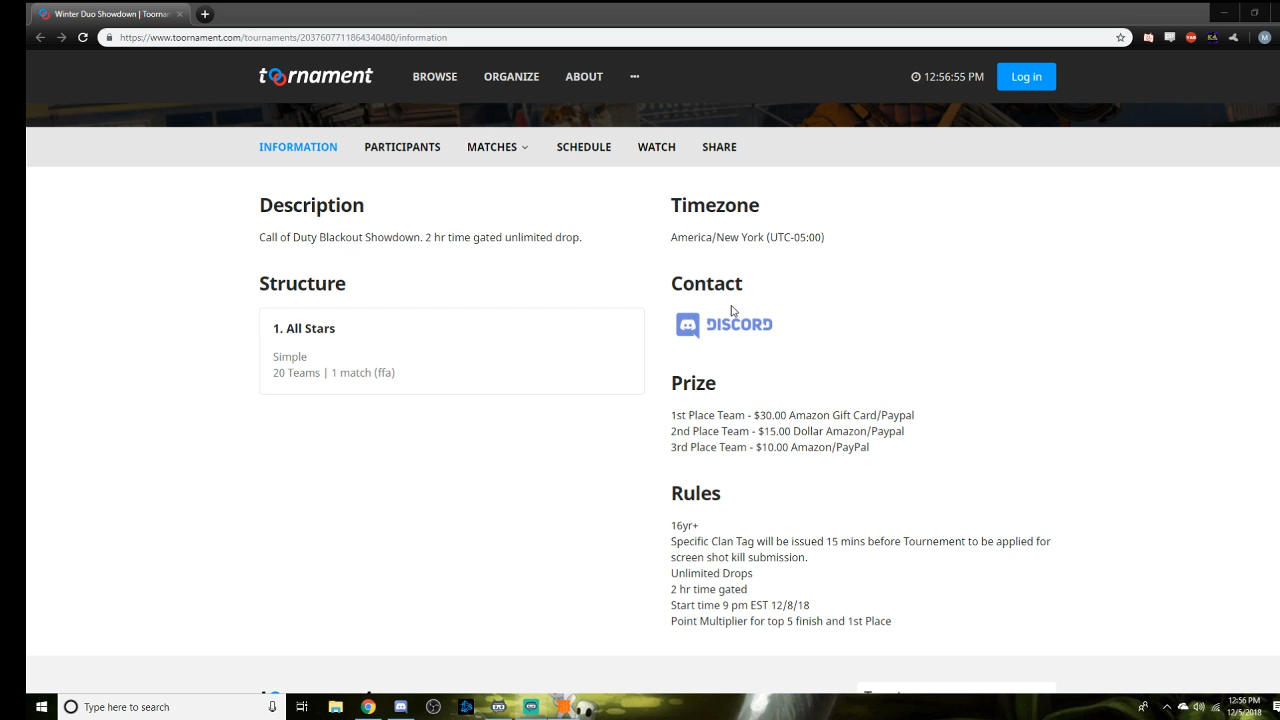 Winter Duo Showdown | Toornam
https://www.toornament.com/tournaments/2037607711864340480/information
toornament
BROWSE
ORGANIZE
ABOUT
12:56:55 PM
Log in
INFORMATION
PARTICIPANTS
MATCHES
SCHEDULE
WATCH
SHARE
Description
Call of Duty Blackout Showdown. 2 hr time gated unlimited drop.
Structure
1. All Stars
Simple
20 Teams | 1 match (ffa)
Timezone
America/New York (UTC-05:00)
Contact
DISCORD
Prize
1st Place Team - $30.00 Amazon Gift Card/Paypal
2nd Place Team - $15.00 Dollar Amazon/Paypal
3rd Place Team - $10.00 Amazon/PayPal
Rules
16yr+
Specific Clan Tag will be issued 15 mins before Tournement to be applied for
screen shot kill submission.
Unlimited Drops
2 hr time gated
Start time 9 pm EST 12/8/18
Point Multiplier for top 5 finish and 1st Place
Type here to search
12:56 PM
12/5/2018